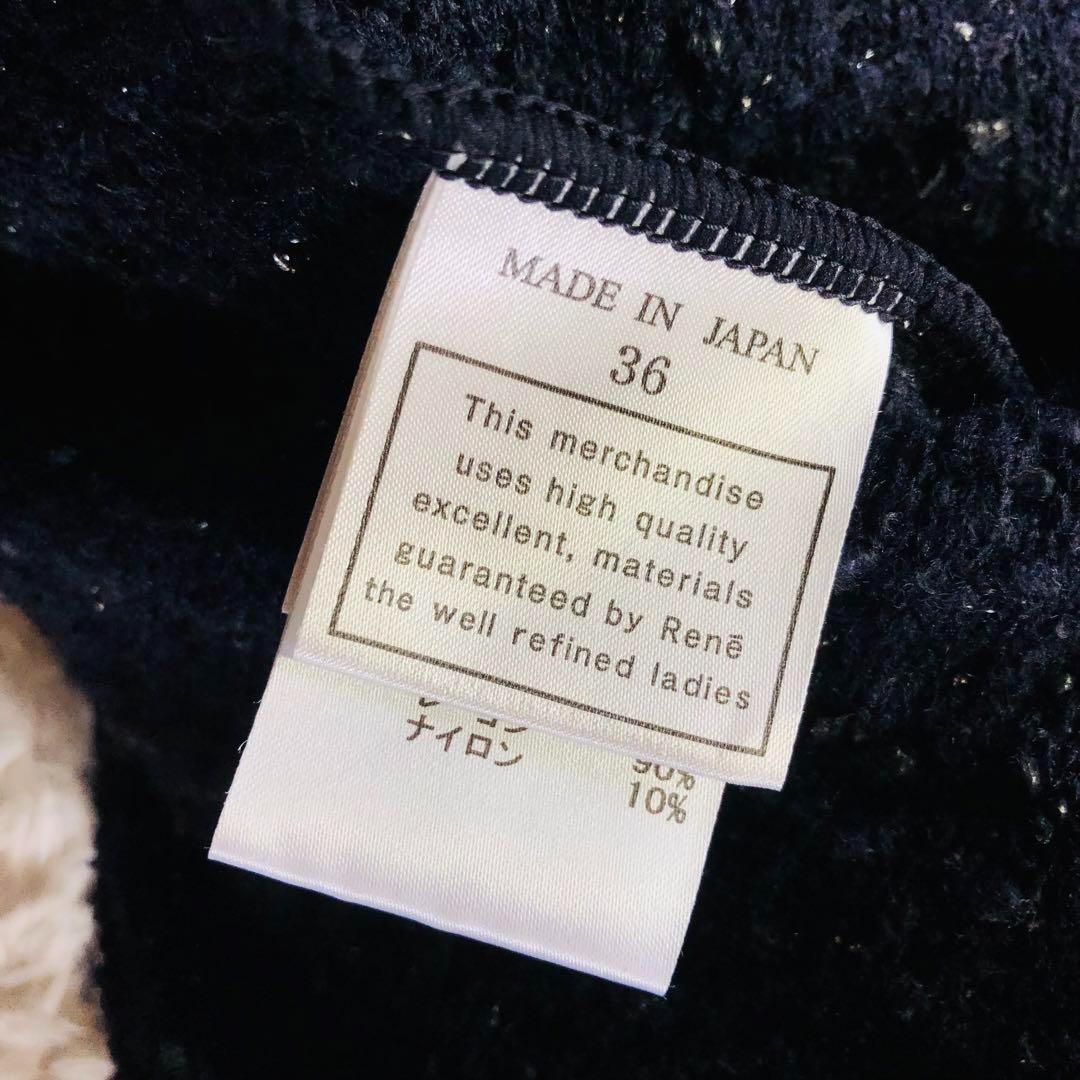 MADE IN JAPAN
36
This merchandise
uses high quality
excellent, materials
guaranteed by Renē
the well refined ladies
90%
ナイロン 10%